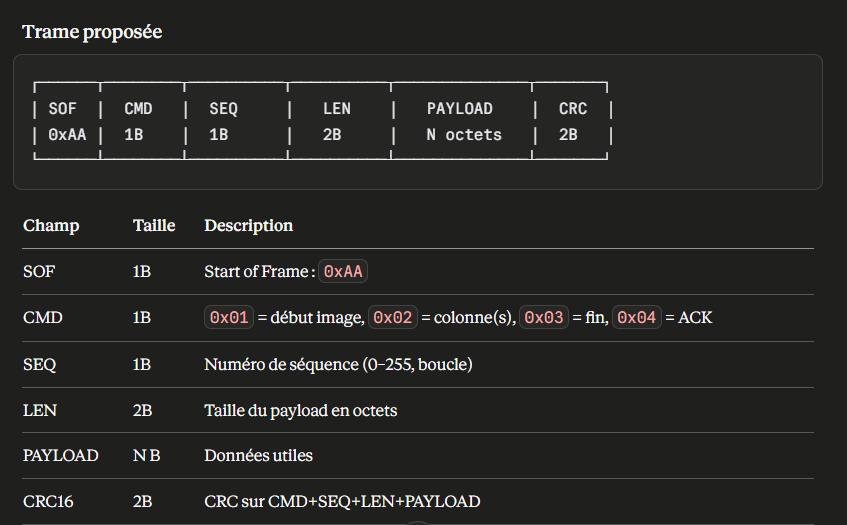 Trame proposée
| SOF | CMD | SEQ | LEN | PAYLOAD | CRC |
| 0xAA | 1B | 1B | 2B | N octets | 2B |
Champ Taille Description
SOF 1B Start of Frame : 0xAA
CMD 1B 0x01 = début image, 0x02 = colonne(s), 0x03 = fin, 0x04 = ACK
SEQ 1B Numéro de séquence (0–255, boucle)
LEN 2B Taille du payload en octets
PAYLOAD N B Données utiles
CRC16 2B CRC sur CMD+SEQ+LEN+PAYLOAD